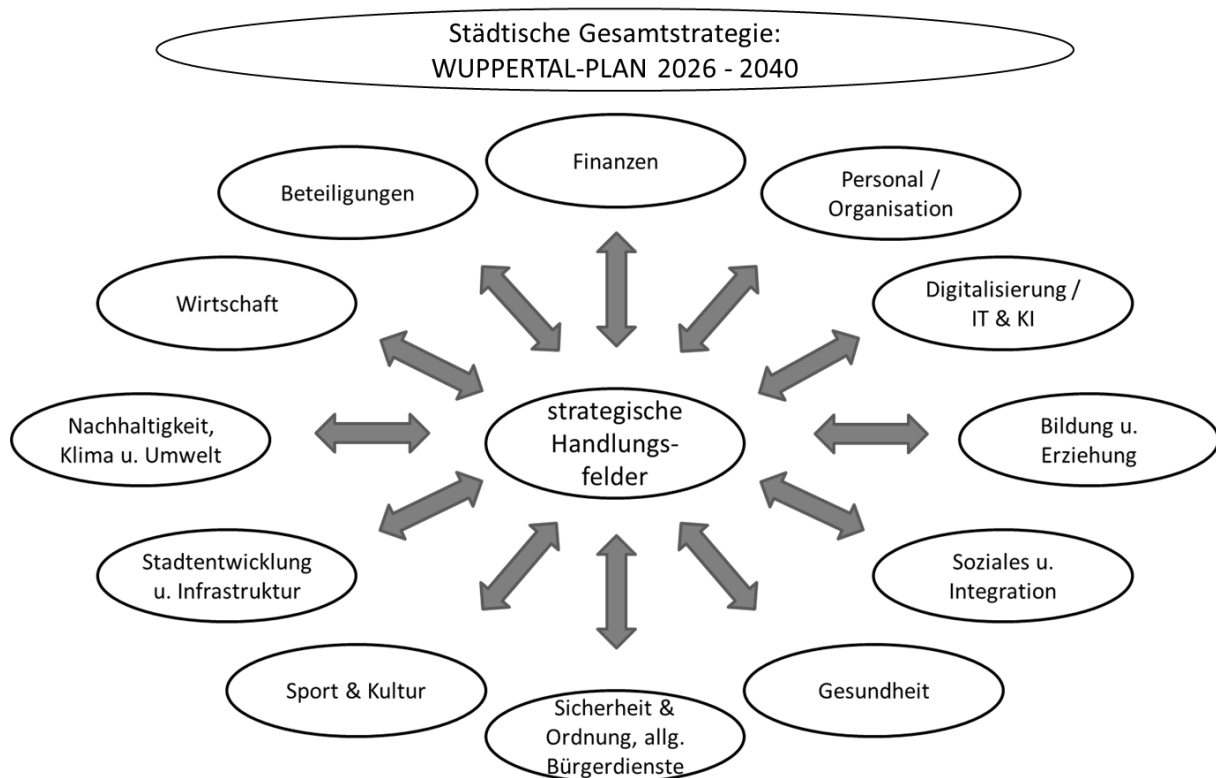 Städtische Gesamtstrategie:
WUPPERTAL-PLAN 2026 - 2040
Finanzen
Personal /
Organisation
Digitalisierung /
IT & KI
Bildung u.
Erziehung
Soziales u.
Integration
Gesundheit
Sicherheit &
Ordnung, allg.
Bürgerdienste
Sport & Kultur
Stadtentwicklung
u. Infrastruktur
Nachhaltigkeit,
Klima u. Umwelt
Wirtschaft
Beteiligungen
strategische
Handlungs-
felder